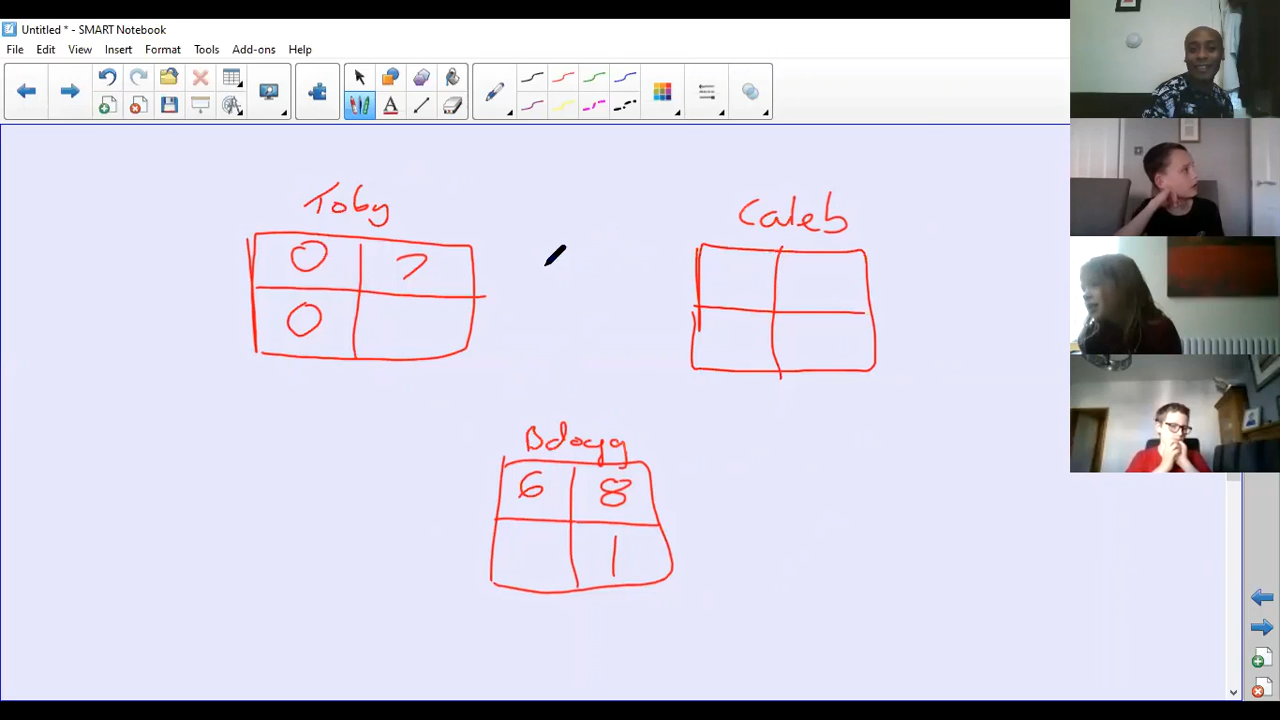 Untitled * - SMART Notebook
File Edit View Insert Format Tools Add-ons Help
Toby
0 7
0
Caleb
Bdogg
6 8
1